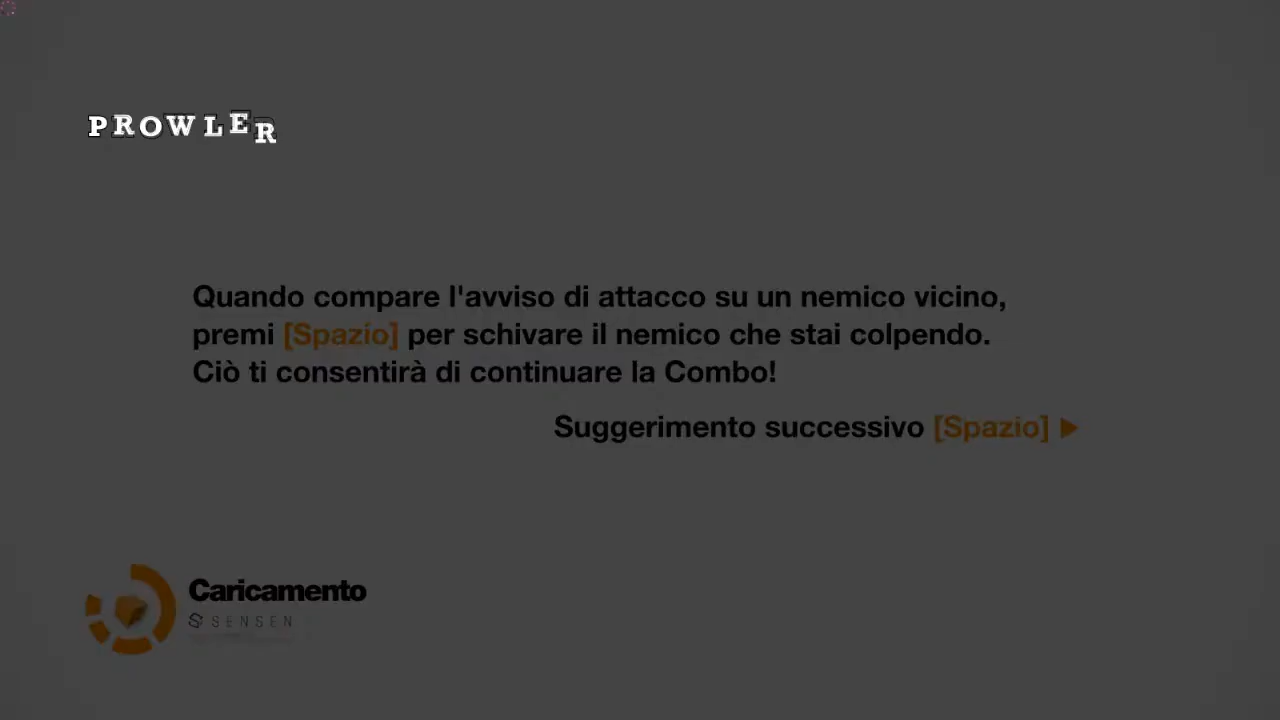 PROWLER
Quando compare l'avviso di attacco su un nemico vicino,
premi [Spazio] per schivare il nemico che stai colpendo.
Ciò ti consentirà di continuare la Combo!
Suggerimento successivo [Spazio]
Caricamento
SENSEN